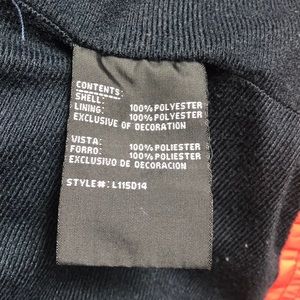 CONTENTS:
SHELL: 100% POLYESTER
LINING: 100% POLYESTER
EXCLUSIVE OF DECORATION
VISTA: 100% POLIESTER
FORRO: 100% POLIESTER
EXCLUSIVO DE DECORACION
STYLE#: L115D14